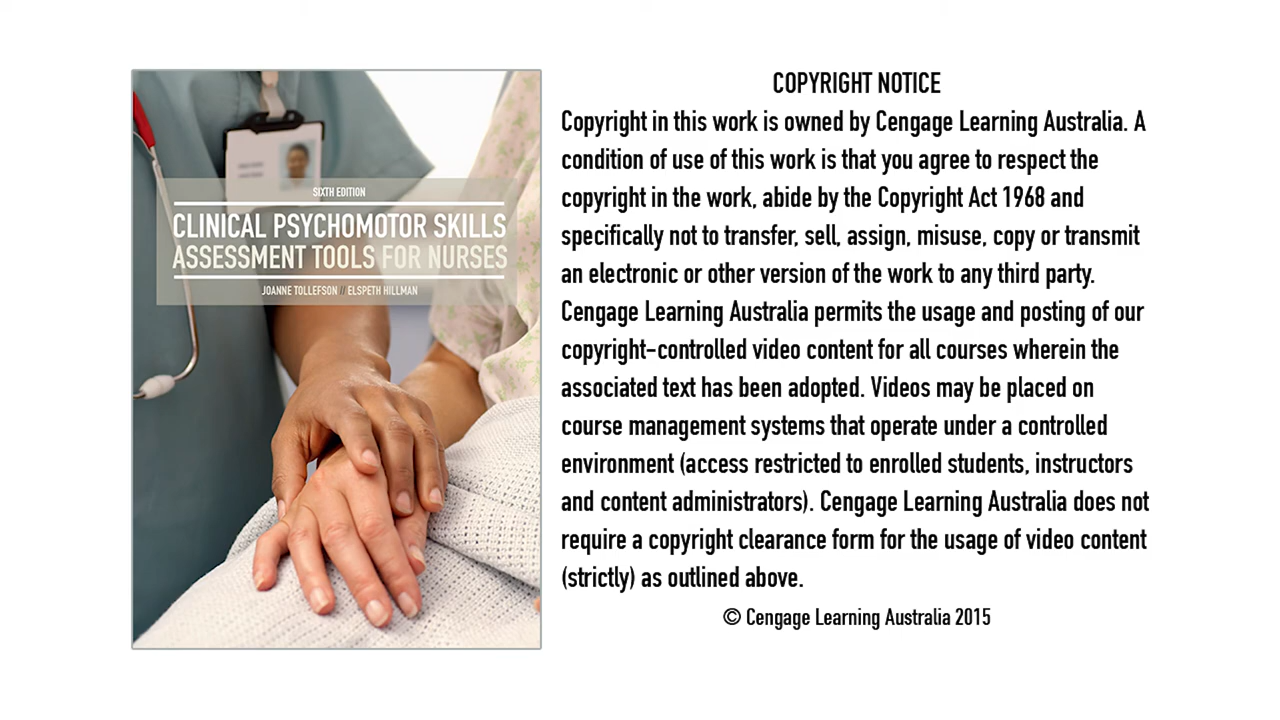 SIXTH EDITION
CLINICAL PSYCHOMOTOR SKILLS
ASSESSMENT TOOLS FOR NURSES
JOANNE TOLLEFSON // ELSPETH HILLMAN
COPYRIGHT NOTICE
Copyright in this work is owned by Cengage Learning Australia. A
condition of use of this work is that you agree to respect the
copyright in the work, abide by the Copyright Act 1968 and
specifically not to transfer, sell, assign, misuse, copy or transmit
an electronic or other version of the work to any third party.
Cengage Learning Australia permits the usage and posting of our
copyright-controlled video content for all courses wherein the
associated text has been adopted. Videos may be placed on
course management systems that operate under a controlled
environment (access restricted to enrolled students, instructors
and content administrators). Cengage Learning Australia does not
require a copyright clearance form for the usage of video content
(strictly) as outlined above.
© Cengage Learning Australia 2015